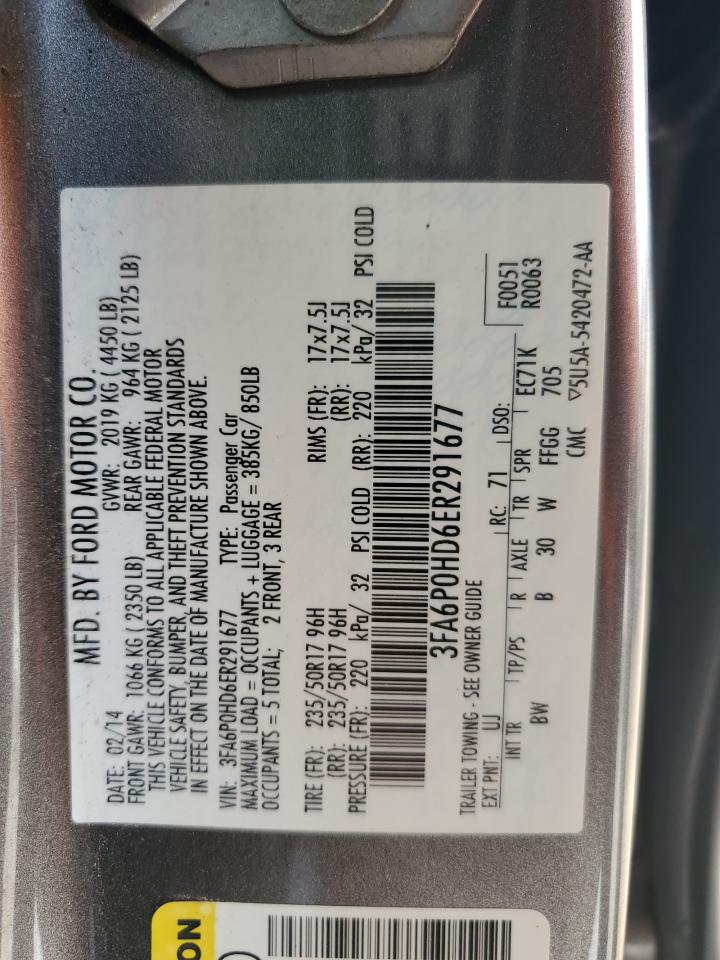 MFD. BY FORD MOTOR CO.
DATE: 02/14 GVWR: 2019 KG ( 4450 LB)
FRONT GAWR: 1066 KG ( 2350 LB) REAR GAWR: 964 KG ( 2125 LB)
THIS VEHICLE CONFORMS TO ALL APPLICABLE FEDERAL MOTOR
VEHICLE SAFETY, BUMPER, AND THEFT PREVENTION STANDARDS
IN EFFECT ON THE DATE OF MANUFACTURE SHOWN ABOVE.
VIN: 3FA6P0HD6ER291677 TYPE: Passenger Car
MAXIMUM LOAD = OCCUPANTS + LUGGAGE = 385KG/ 850LB
OCCUPANTS = 5 TOTAL; 2 FRONT, 3 REAR
TIRE (FR): 235/50R17 96H RIMS (FR): 17x7.5J
(RR): 235/50R17 96H (RR): 17x7.5J
PRESSURE (FR): 220 kPa/ 32 PSI COLD (RR): 220 kPa/ 32 PSI COLD
3FA6P0HD6ER291677
TRAILER TOWING - SEE OWNER GUIDE
EXT PNT: UJ RC: 71 DSO: F0051
R0063
INT TR TP/PS R AXLE TR SPR EC71K
BW B 30 W FFGG 705
CMC ▽5U5A-5420472-AA
ON